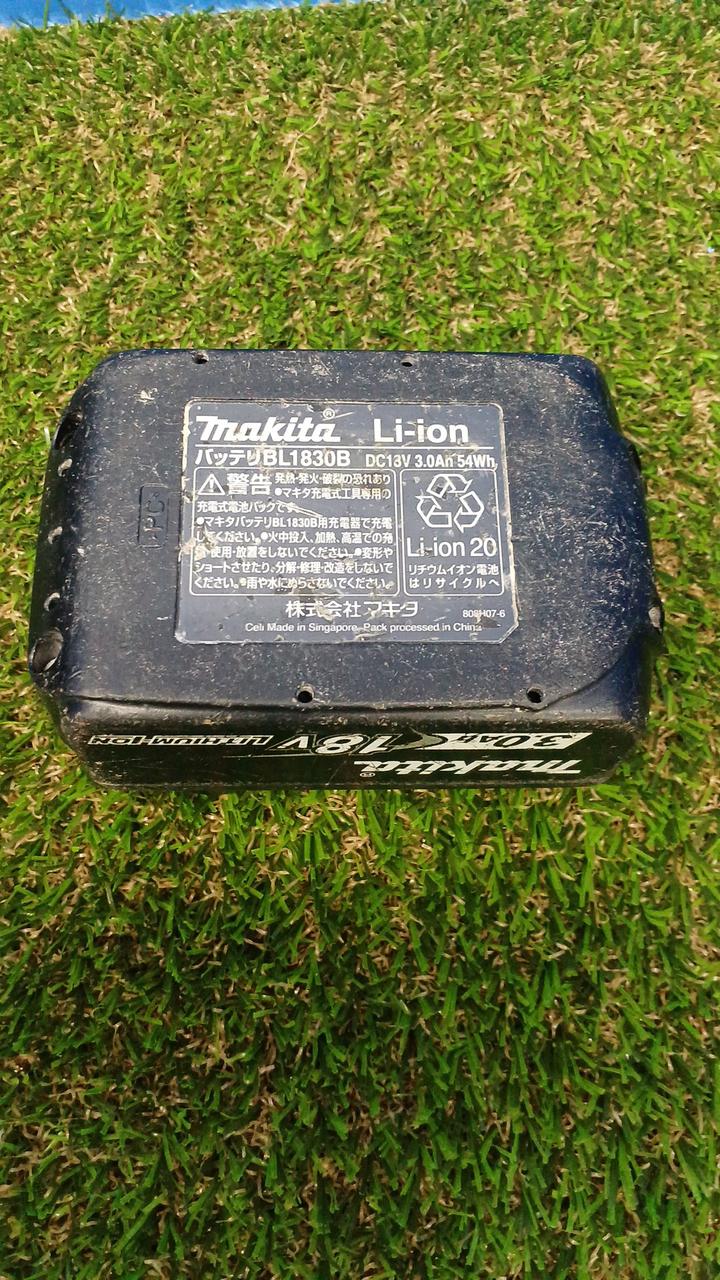 makita® Li-ion
バッテリBL1830B DC18V 3.0Ah 54Wh
警告 発熱・発火・破裂の恐れあり
●マキタ充電式工具専用の
充電式電池パックです。
●マキタバッテリBL1830B用充電器で充電
してください。●火中投入、加熱、高温での充
電・使用・放置をしないでください。●変形や
ショートさせたり、分解・修理・改造をしないで
ください。●雨や水にぬらさないでください。
Li-ion 20
リチウムイオン電池
はリサイクルへ
株式会社マキタ
808H07-6
Cell Made in Singapore Pack processed in China
PC
makita®
3.0Ah 18V LITHIUM-ION